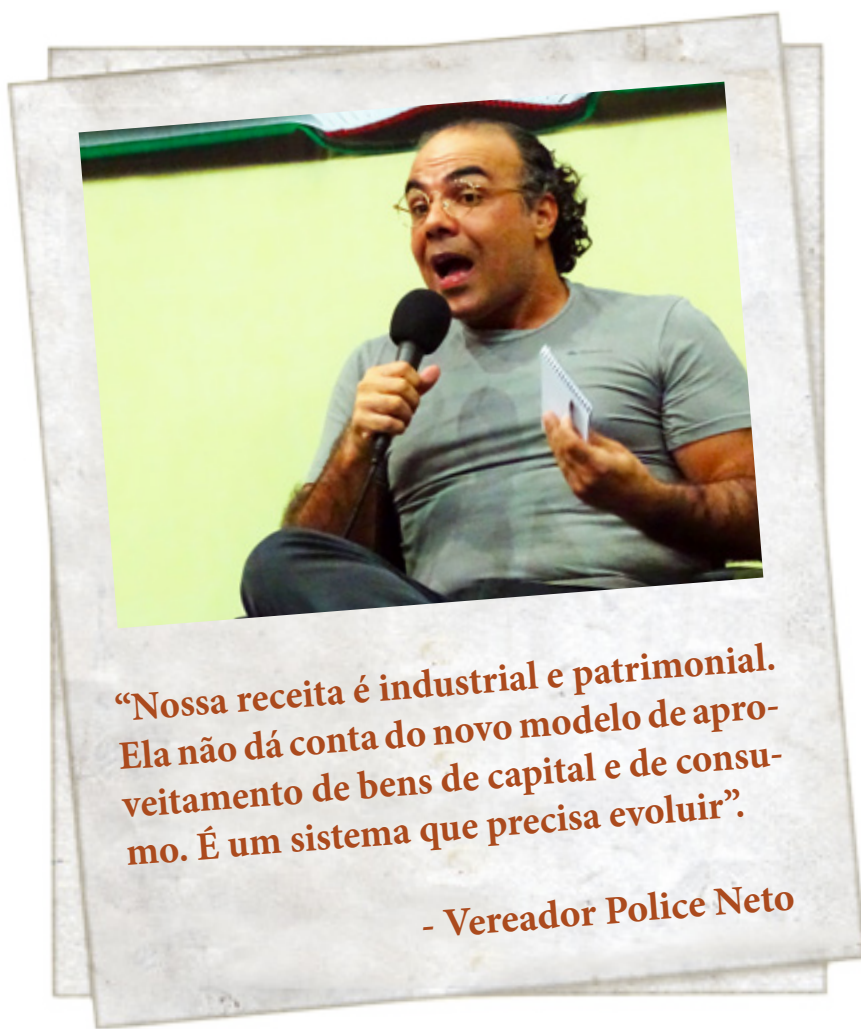 “Nossa receita é industrial e patrimonial.
Ela não dá conta do novo modelo de apro-
veitamento de bens de capital e de consu-
mo. É um sistema que precisa evoluir”.
- Vereador Police Neto